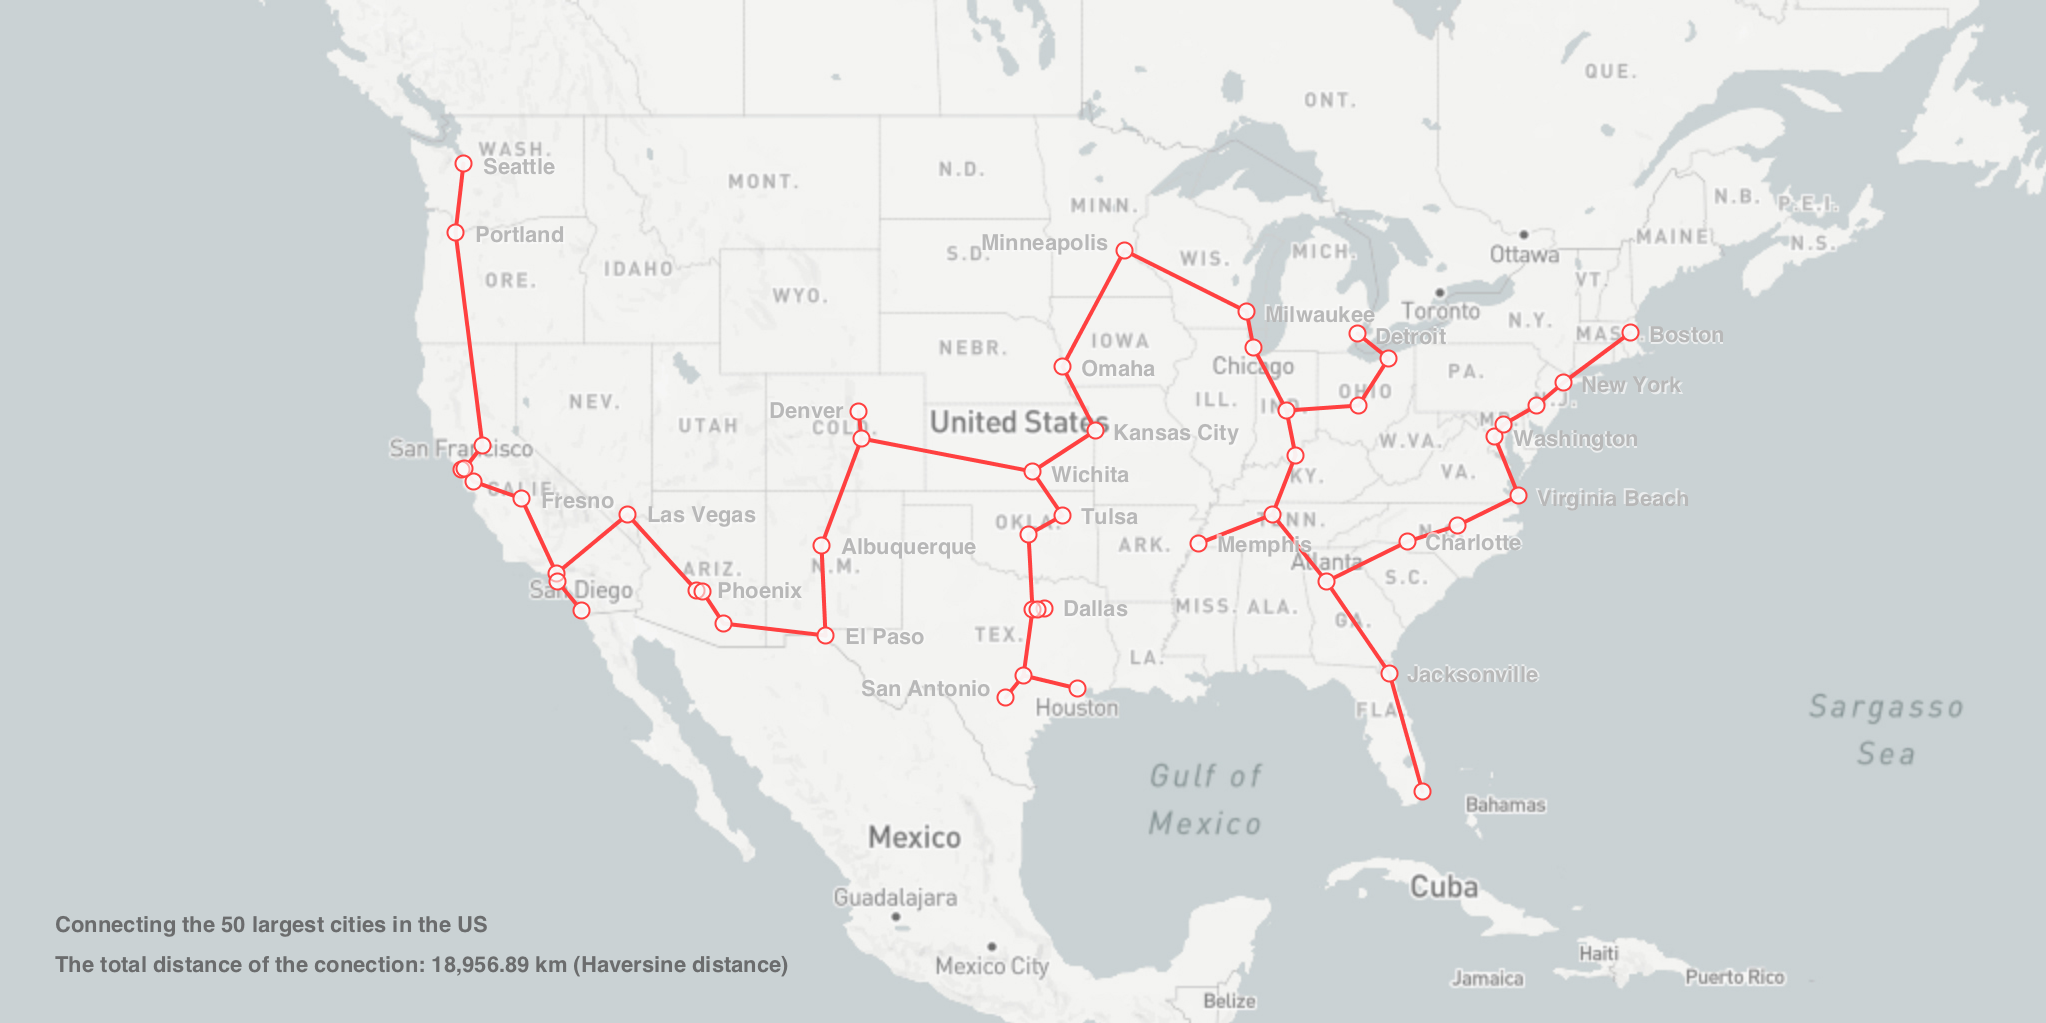 QUE.
ONT.
WASH.
Seattle
MONT.
N.D.
MINN.
N.B.
P.E.I.
Portland
Minneapolis
MAINE
N.S.
S.D.
WIS.
MICH.
Ottawa
ORE.
IDAHO
WYO.
VT.
Toronto
Milwaukee
N.Y.
MAS
Boston
Detroit
NEBR.
IOWA
Chicago
Omaha
PA.
New York
OHIO
ILL.
IND.
N.J.
NEV.
UTAH
Denver
COLO.
United States
Kansas City
MD.
Washington
W.VA.
San Francisco
Wichita
KY.
VA.
CALIF.
Fresno
Virginia Beach
Las Vegas
OKLA.
Tulsa
TENN.
N.
Albuquerque
ARK.
Memphis
Charlotte
ARIZ.
N.M.
Atlanta
San Diego
Phoenix
S.C.
Dallas
MISS.
ALA.
GA.
El Paso
TEX.
LA.
San Antonio
Houston
Jacksonville
FLA
Sargasso
Sea
Gulf of
Mexico
Bahamas
Mexico
Cuba
Guadalajara
Mexico City
Haiti
Jamaica
Puerto Rico
Belize
Connecting the 50 largest cities in the US
The total distance of the conection: 18,956.89 km (Haversine distance)